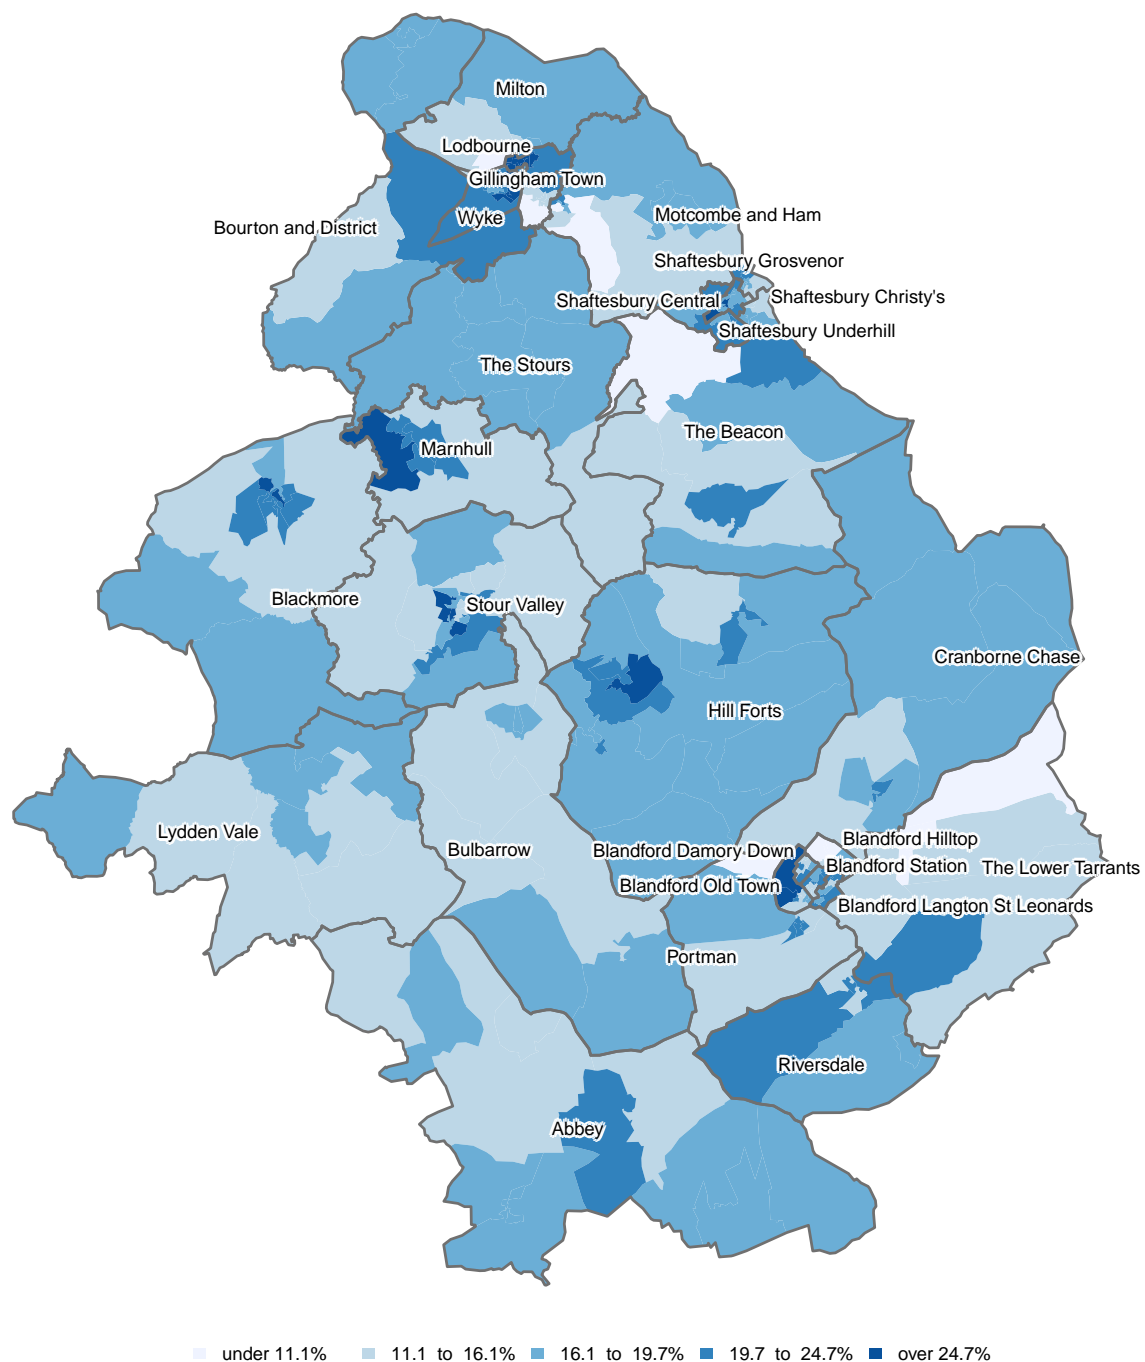 Milton
Lodbourne
Gillingham Town
Wyke
Motcombe and Ham
Bourton and District
Shaftesbury Grosvenor
Shaftesbury Central
Shaftesbury Christy's
Shaftesbury Underhill
The Stours
The Beacon
Marnhull
Blackmore
Stour Valley
Cranborne Chase
Hill Forts
Lydden Vale
Bulbarrow
Blandford Hilltop
Blandford Damory Down
Blandford Station
The Lower Tarrants
Blandford Old Town
Blandford Langton St Leonards
Portman
Riversdale
Abbey
under 11.1% 11.1 to 16.1% 16.1 to 19.7% 19.7 to 24.7% over 24.7%